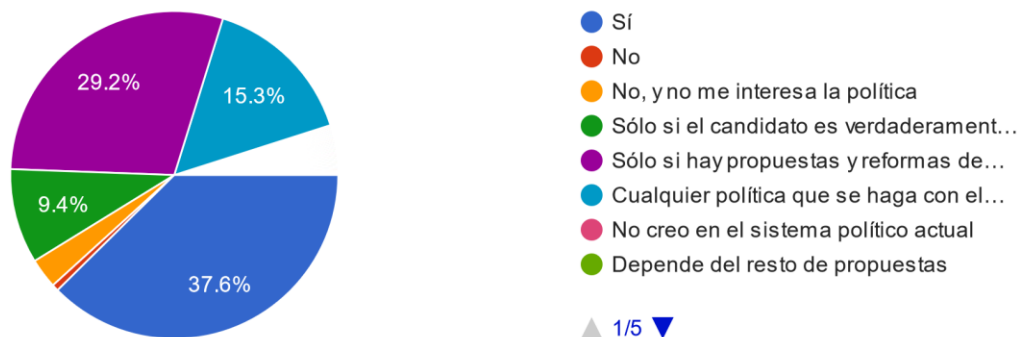 29.2%
15.3%
9.4%
37.6%
Sí
No
No, y no me interesa la política
Sólo si el candidato es verdaderament…
Sólo si hay propuestas y reformas de…
Cualquier política que se haga con el…
No creo en el sistema político actual
Depende del resto de propuestas
1/5